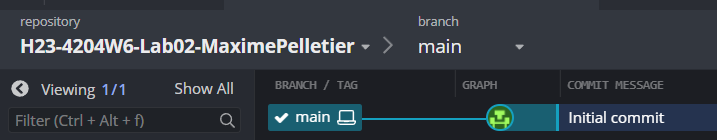 repository
branch
H23-4204W6-Lab02-MaximePelletier
main
Viewing 1/1
Show All
BRANCH / TAG
GRAPH
COMMIT MESSAGE
Filter (Ctrl + Alt + f)
main
Initial commit